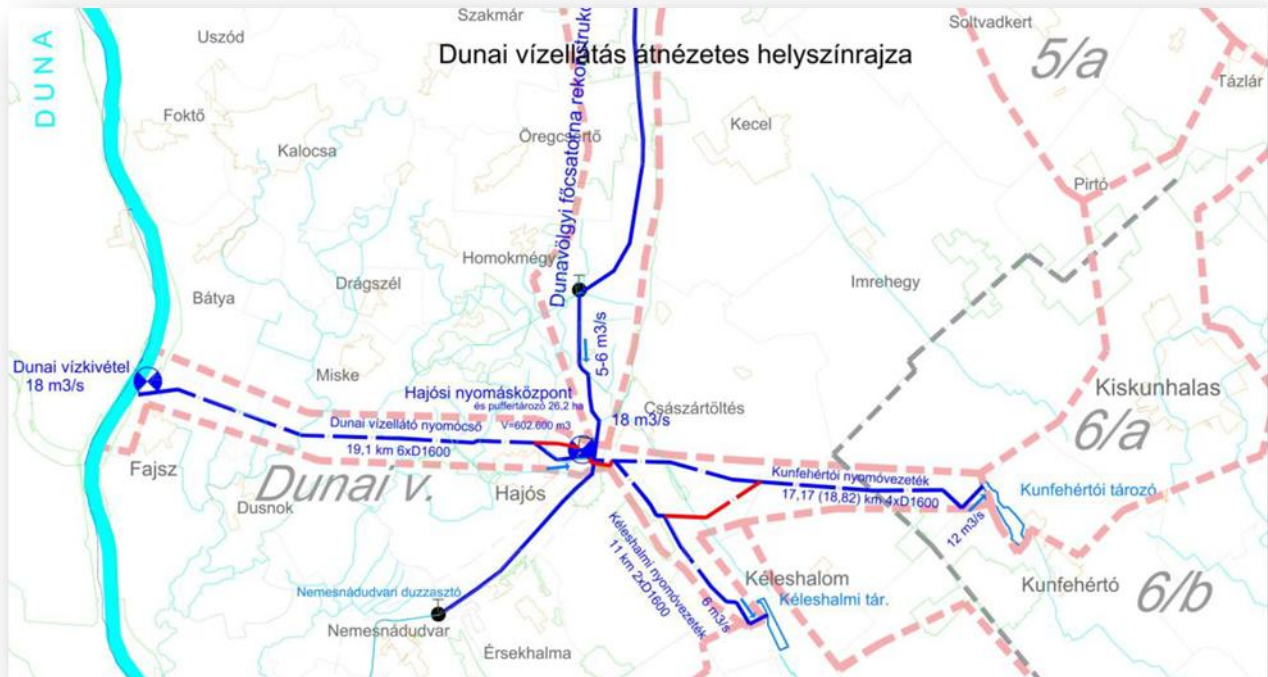 Dunai vízellátás átnézetes helyszínrajza
DUNA
Uszód
Szakmár
Soltvadkert
5/a
Tázlár
Foktő
Kalocsa
Öregcsertő
Kecel
Pirtó
Dunavölgyi főcsatorna rekonstrukc
Homokmégy
Imrehegy
Bátya
Drágszél
5-6 m3/s
Dunai vízkivétel
18 m3/s
Miske
Hajósi nyomásközpont
és puffertározó 26,2 ha
V=602.600 m3
18 m3/s
Császártöltés
Kiskunhalas
6/a
Dunai vízellátó nyomócső
19,1 km 6xD1600
Fajsz
Dunai v.
Dusnok
Hajós
Kunfehértói nyomóvezeték
17,17 (18,82) km 4xD1600
12 m3/s
Kunfehértói tározó
Kéleshalmi nyomóvezeték
11 km 2xD1600
6 m3/s
Kéleshalom
Kéleshalmi tár.
Kunfehértó
6/b
Nemesnádudvari duzzasztó
Nemesnádudvar
Érsekhalma